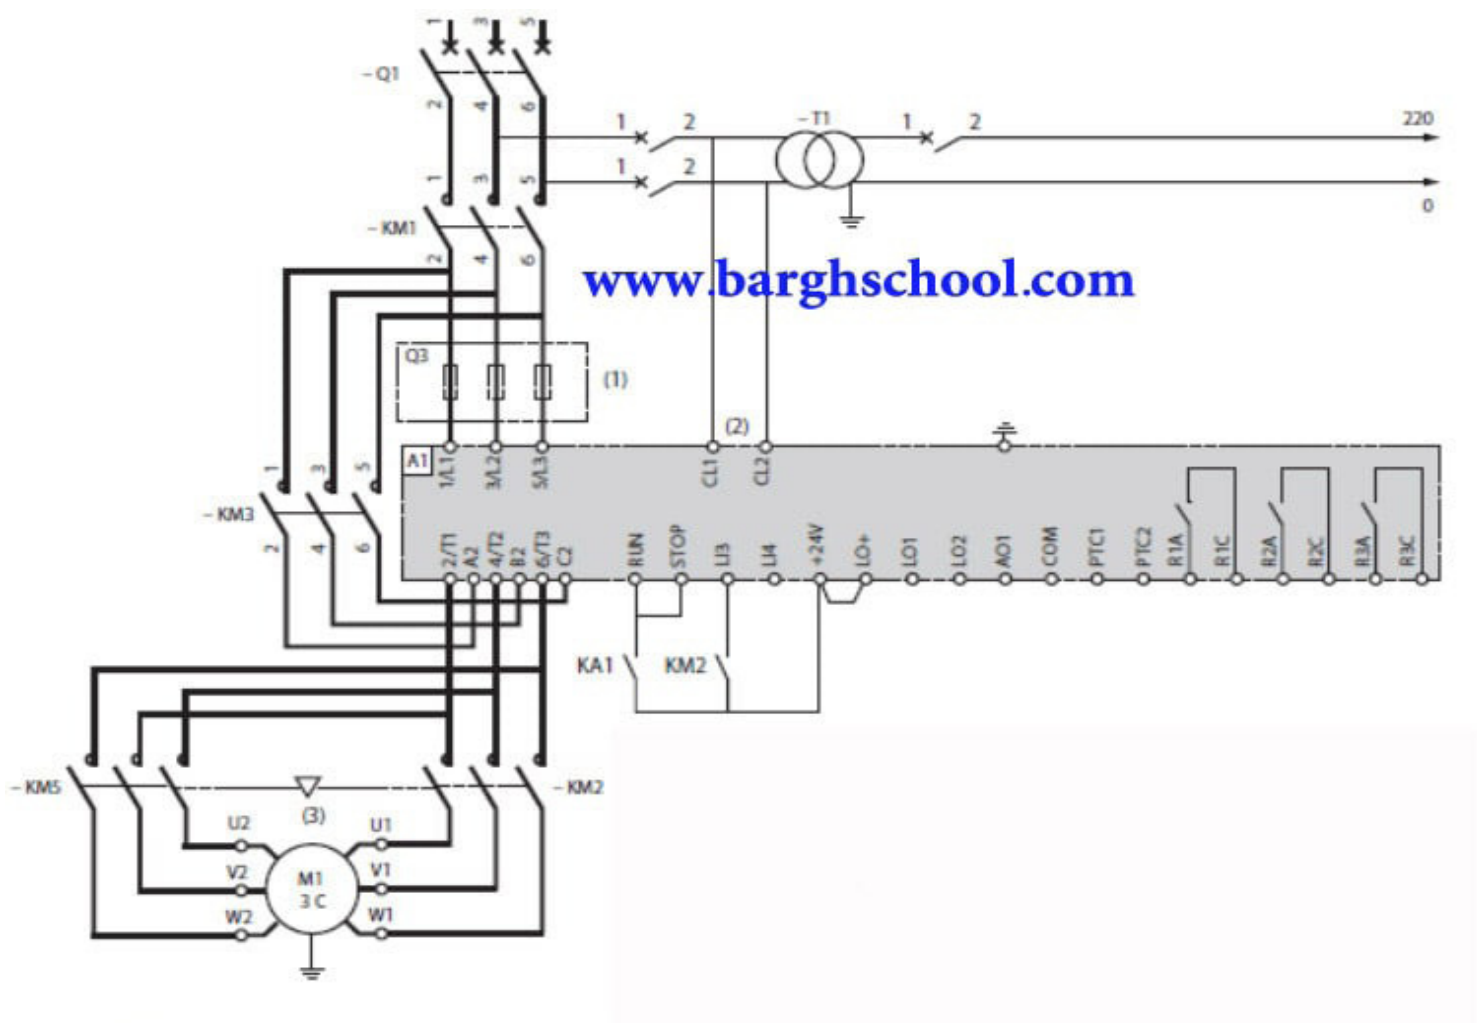 1 3 5
– Q1
2 4 6
1 2 – T1 1 2 220
1 2
0
1 3 5
– KM1
2 4 6
www.barghschool.com
Q3
(1)
(2)
A1 1/L1 3/L2 5/L3 CL1 CL2
1 3 5
– KM3
2 4 6
2/T1 A2 4/T2 B2 6/T3 C2 RUN STOP LI3 LI4 +24V LO+ LO1 LO2 AO1 COM PTC1 PTC2 R1A R1C R2A R2C R3A R3C
KA1 KM2
– KM5 – KM2
(3)
U2 U1
V2 V1
M1
3 C
W2 W1